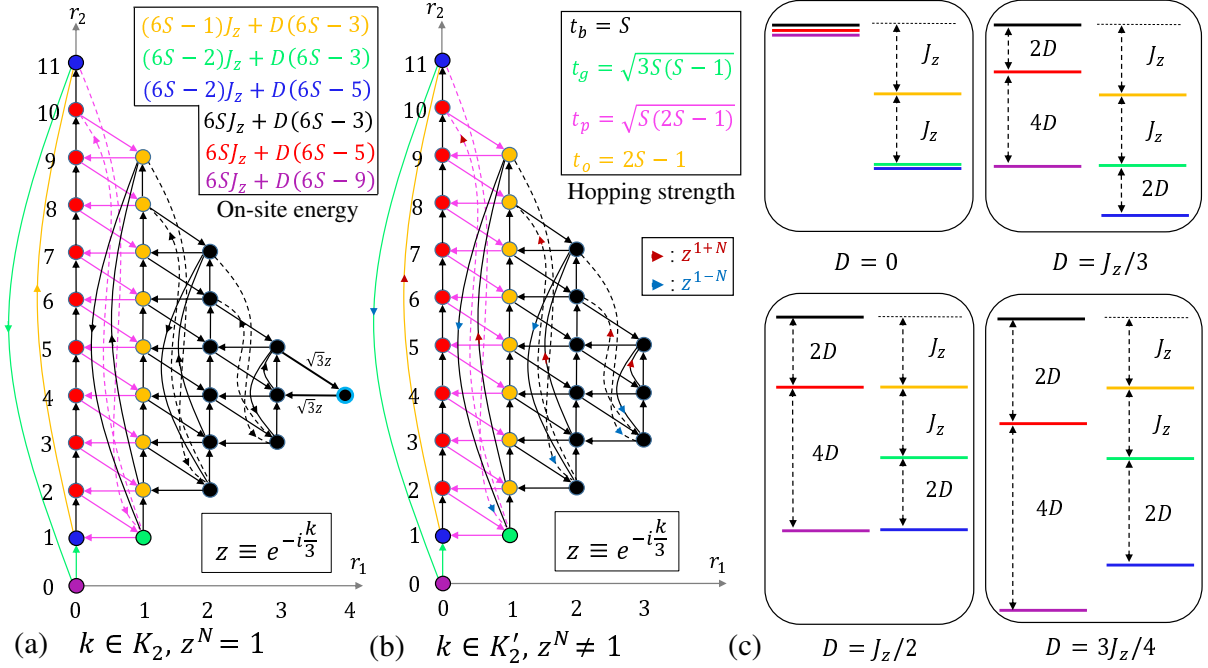 r₂
11
10
9
8
7
6
5
4
3
2
1
0
0
1
2
3
4
r₁
(6S − 1)J_z + D(6S − 3)
(6S − 2)J_z + D(6S − 3)
(6S − 2)J_z + D(6S − 5)
6SJ_z + D(6S − 3)
6SJ_z + D(6S − 5)
6SJ_z + D(6S − 9)
On-site energy
√3z
√3z
z ≡ e^{−i k/3}
(a) k ∈ K₂, z^N = 1
r₂
11
10
9
8
7
6
5
4
3
2
1
0
0
1
2
3
r₁
t_b = S
t_g = √3S(S − 1)
t_p = √S(2S − 1)
t_o = 2S − 1
Hopping strength
: z^{1+N}
: z^{1−N}
z ≡ e^{−i k/3}
(b) k ∈ K₂′, z^N ≠ 1
J_z
J_z
D = 0
2D
4D
J_z
J_z
2D
D = J_z/3
2D
4D
J_z
J_z
2D
D = J_z/2
2D
4D
J_z
J_z
2D
D = 3J_z/4
(c)